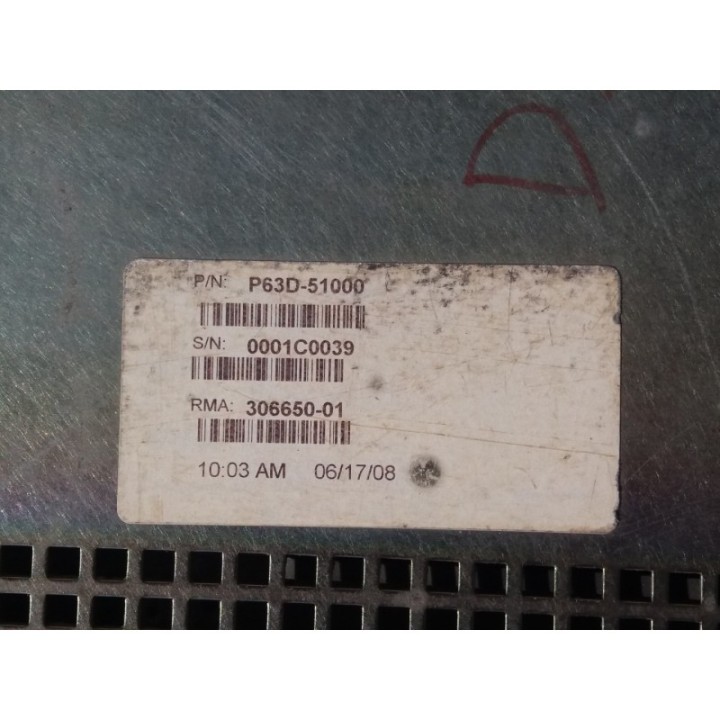 P/N: P63D-51000
S/N: 0001C0039
RMA: 306650-01
10:03 AM 06/17/08